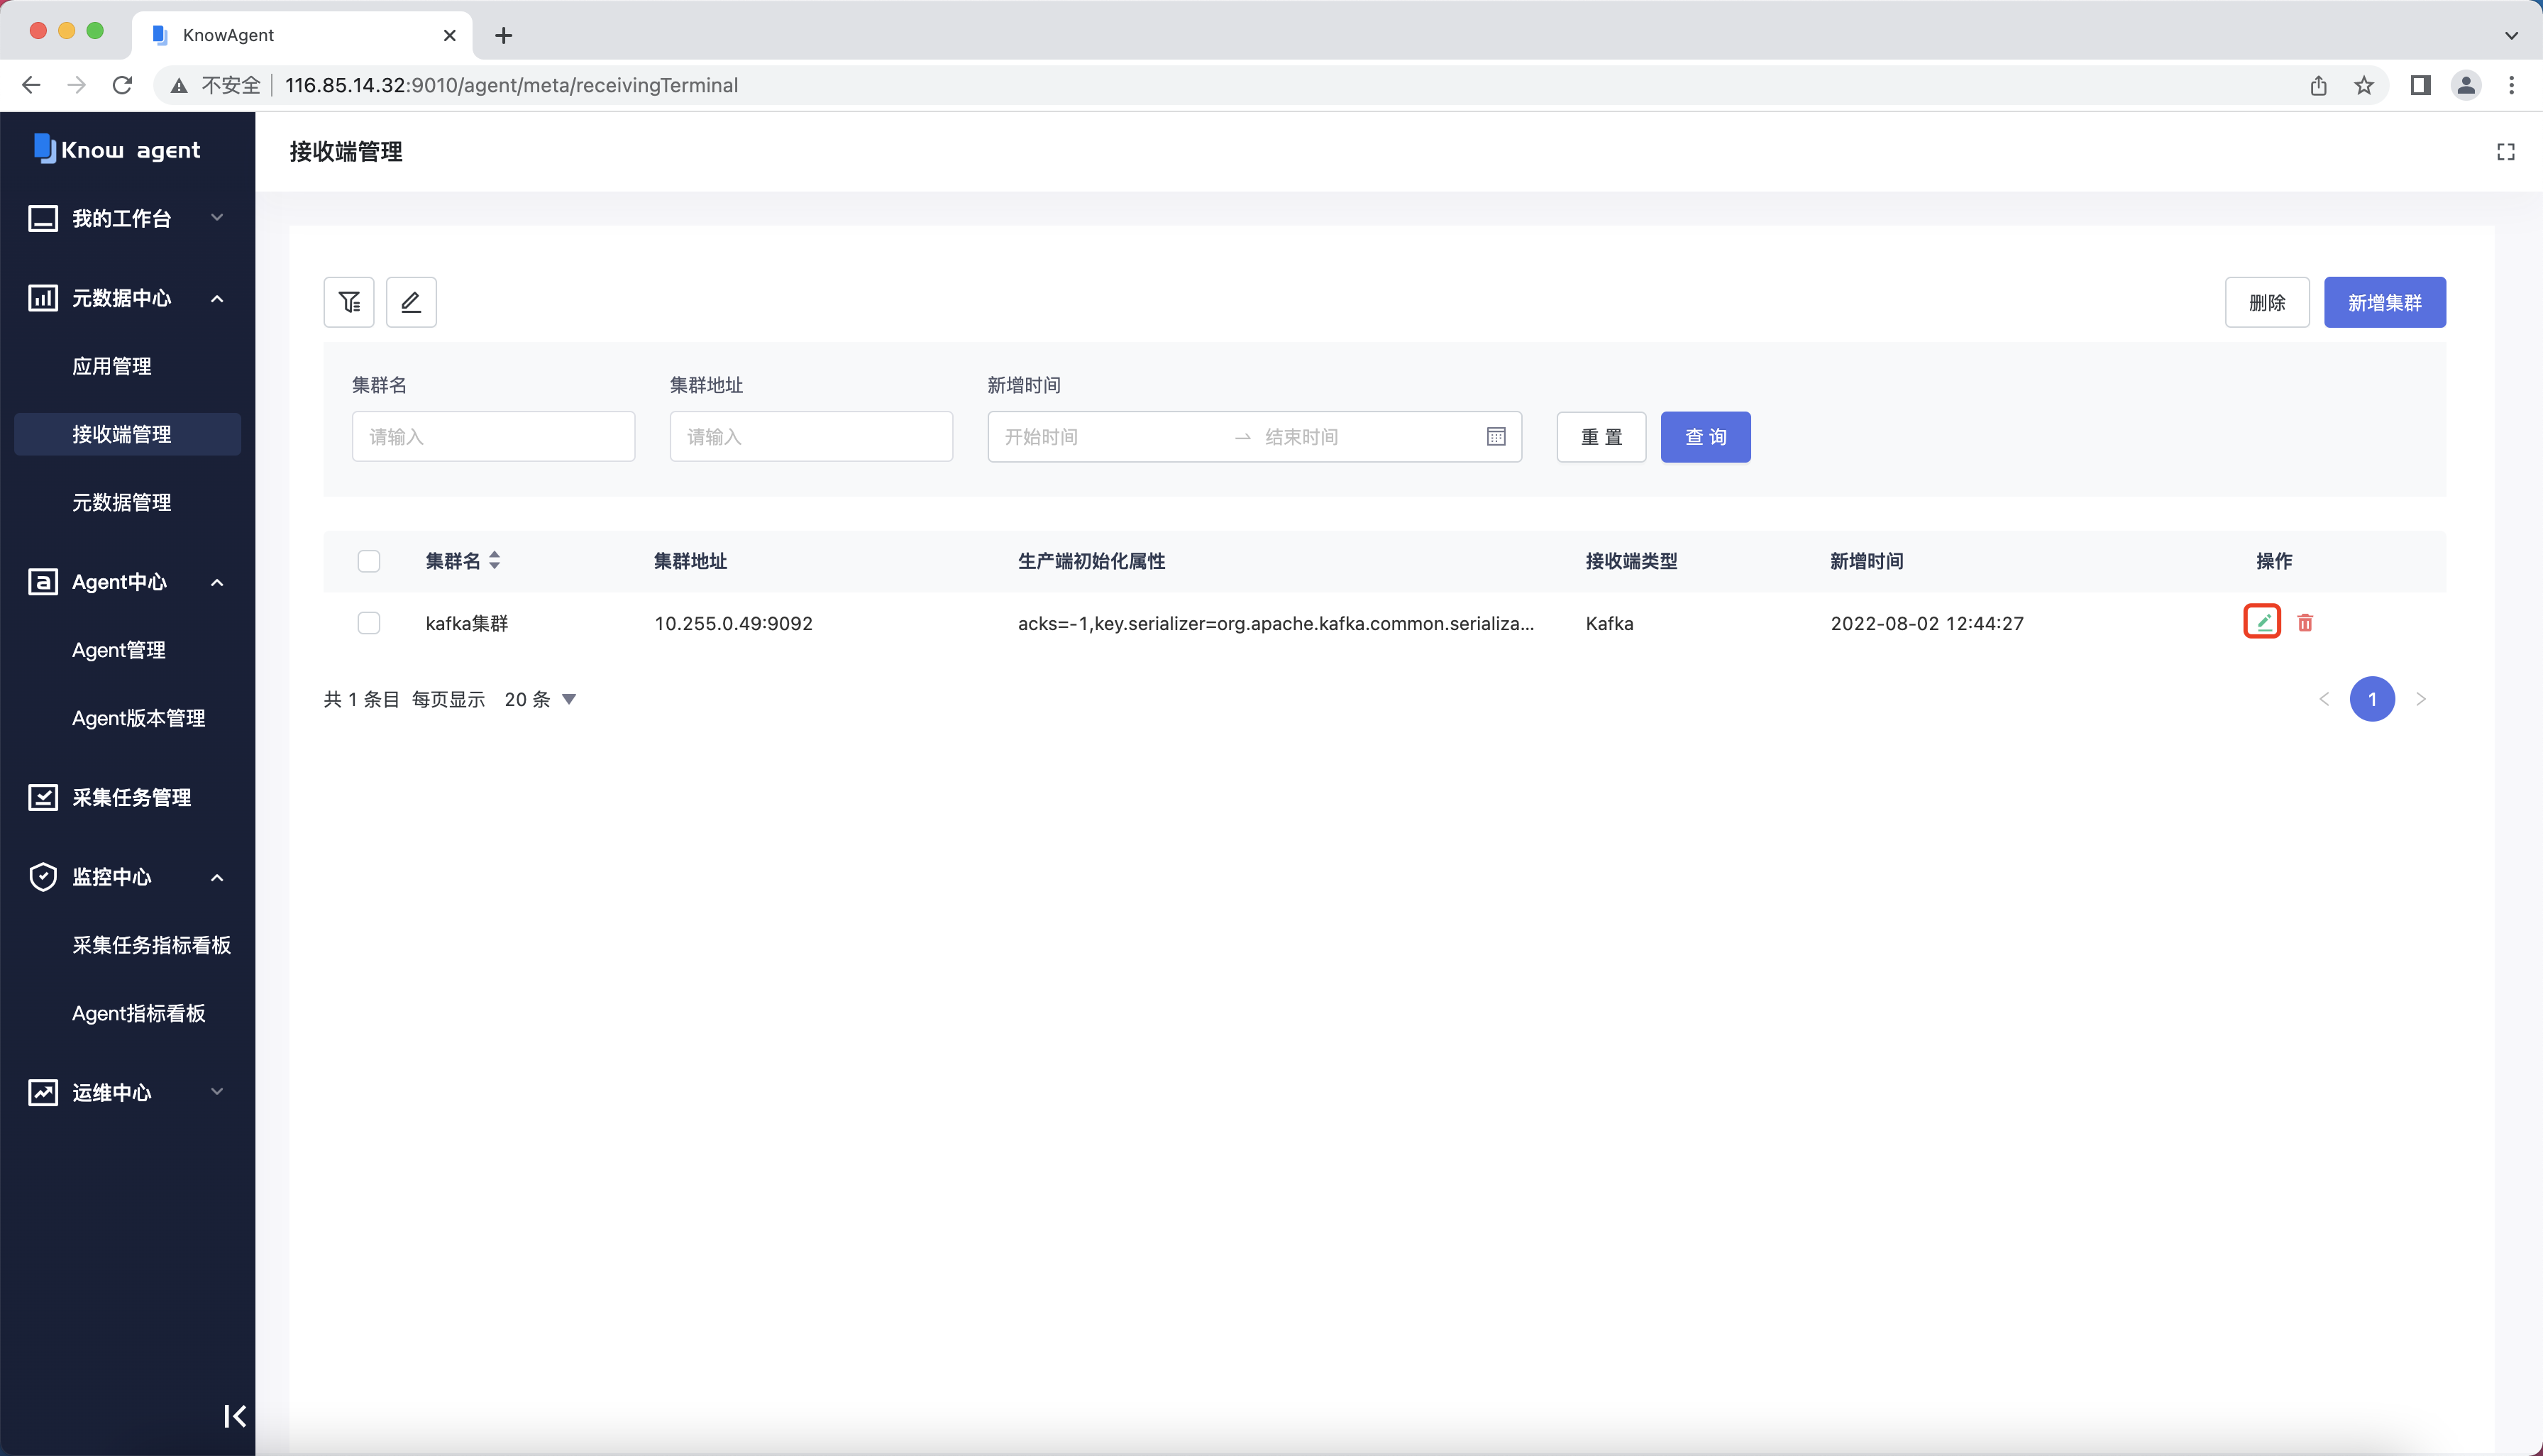 KnowAgent
不安全 116.85.14.32:9010/agent/meta/receivingTerminal
Know agent
我的工作台
元数据中心
应用管理
接收端管理
元数据管理
Agent中心
Agent管理
Agent版本管理
采集任务管理
监控中心
采集任务指标看板
Agent指标看板
运维中心
接收端管理
删除 新增集群
集群名 集群地址 新增时间
请输入 请输入 开始时间 结束时间 重置 查询
集群名 集群地址 生产端初始化属性 接收端类型 新增时间 操作
kafka集群 10.255.0.49:9092 acks=-1,key.serializer=org.apache.kafka.common.serializa... Kafka 2022-08-02 12:44:27
共 1 条目 每页显示 20 条 1